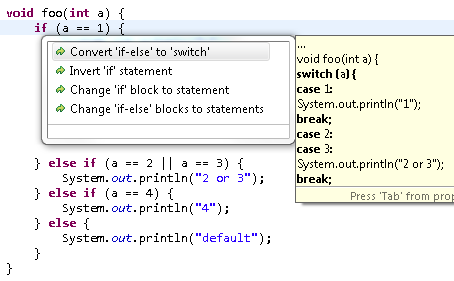 void foo(int a) {
if (a == 1) {
Convert 'if-else' to 'switch'
Invert 'if' statement
Change 'if' block to statement
Change 'if-else' blocks to statements
...
void foo(int a) {
switch (a) {
case 1:
System.out.println("1");
break;
case 2:
case 3:
System.out.println("2 or 3");
break;
Press 'Tab' from prop
} else if (a == 2 || a == 3) {
System.out.println("2 or 3");
} else if (a == 4) {
System.out.println("4");
} else {
System.out.println("default");
}
}